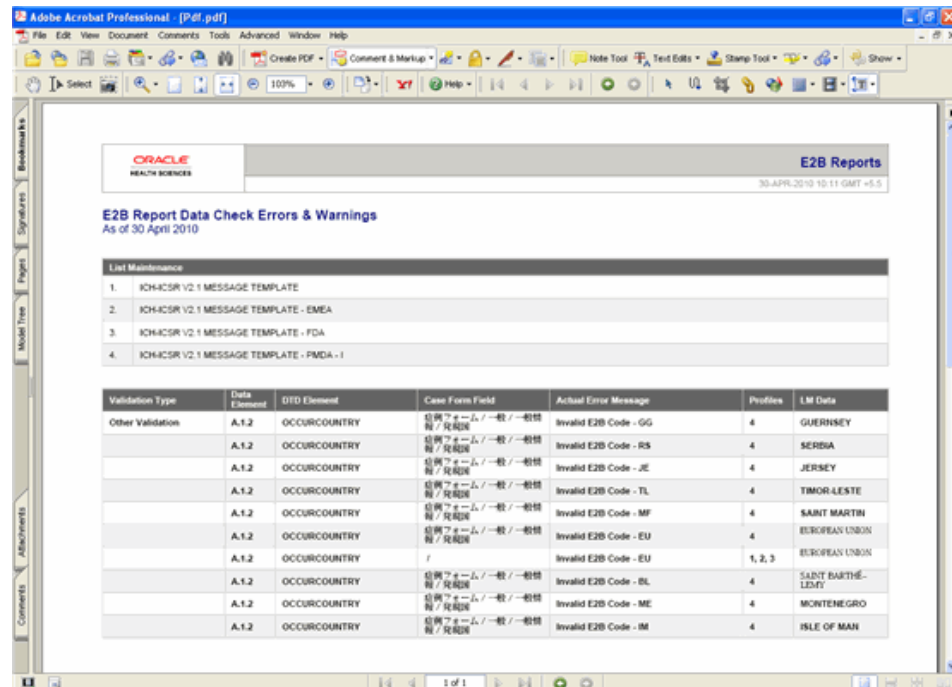 Adobe Acrobat Professional - [Pdf.pdf]
File Edit View Document Comments Tools Advanced Window Help
Create PDF Comment & Markup Note Tool Text Edits Stamp Tool Show
Select 100% Help
Bookmarks
Signatures
Pages
Model Tree
Attachments
Comments
ORACLE
HEALTH SCIENCES
E2B Reports
30-APR-2010 10:11 GMT +5.5
E2B Report Data Check Errors & Warnings
As of 30 April 2010
List Maintenance
1. ICH-ICSR V2.1 MESSAGE TEMPLATE
2. ICH-ICSR V2.1 MESSAGE TEMPLATE - EMEA
3. ICH-ICSR V2.1 MESSAGE TEMPLATE - FDA
4. ICH-ICSR V2.1 MESSAGE TEMPLATE - PMDA - I
Validation Type Data Element DTD Element Case Form Field Actual Error Message Profiles LM Data
Other Validation A.1.2 OCCURCOUNTRY 症例フォーム / 一般 / 一般情報 / 発現国 Invalid E2B Code - GG 4 GUERNSEY
A.1.2 OCCURCOUNTRY 症例フォーム / 一般 / 一般情報 / 発現国 Invalid E2B Code - RS 4 SERBIA
A.1.2 OCCURCOUNTRY 症例フォーム / 一般 / 一般情報 / 発現国 Invalid E2B Code - JE 4 JERSEY
A.1.2 OCCURCOUNTRY 症例フォーム / 一般 / 一般情報 / 発現国 Invalid E2B Code - TL 4 TIMOR-LESTE
A.1.2 OCCURCOUNTRY 症例フォーム / 一般 / 一般情報 / 発現国 Invalid E2B Code - MF 4 SAINT MARTIN
A.1.2 OCCURCOUNTRY 症例フォーム / 一般 / 一般情報 / 発現国 Invalid E2B Code - EU 4 EUROPEAN UNION
A.1.2 OCCURCOUNTRY / Invalid E2B Code - EU 1, 2, 3 EUROPEAN UNION
A.1.2 OCCURCOUNTRY 症例フォーム / 一般 / 一般情報 / 発現国 Invalid E2B Code - BL 4 SAINT BARTHÉ-LEMY
A.1.2 OCCURCOUNTRY 症例フォーム / 一般 / 一般情報 / 発現国 Invalid E2B Code - ME 4 MONTENEGRO
A.1.2 OCCURCOUNTRY 症例フォーム / 一般 / 一般情報 / 発現国 Invalid E2B Code - IM 4 ISLE OF MAN
1 of 1